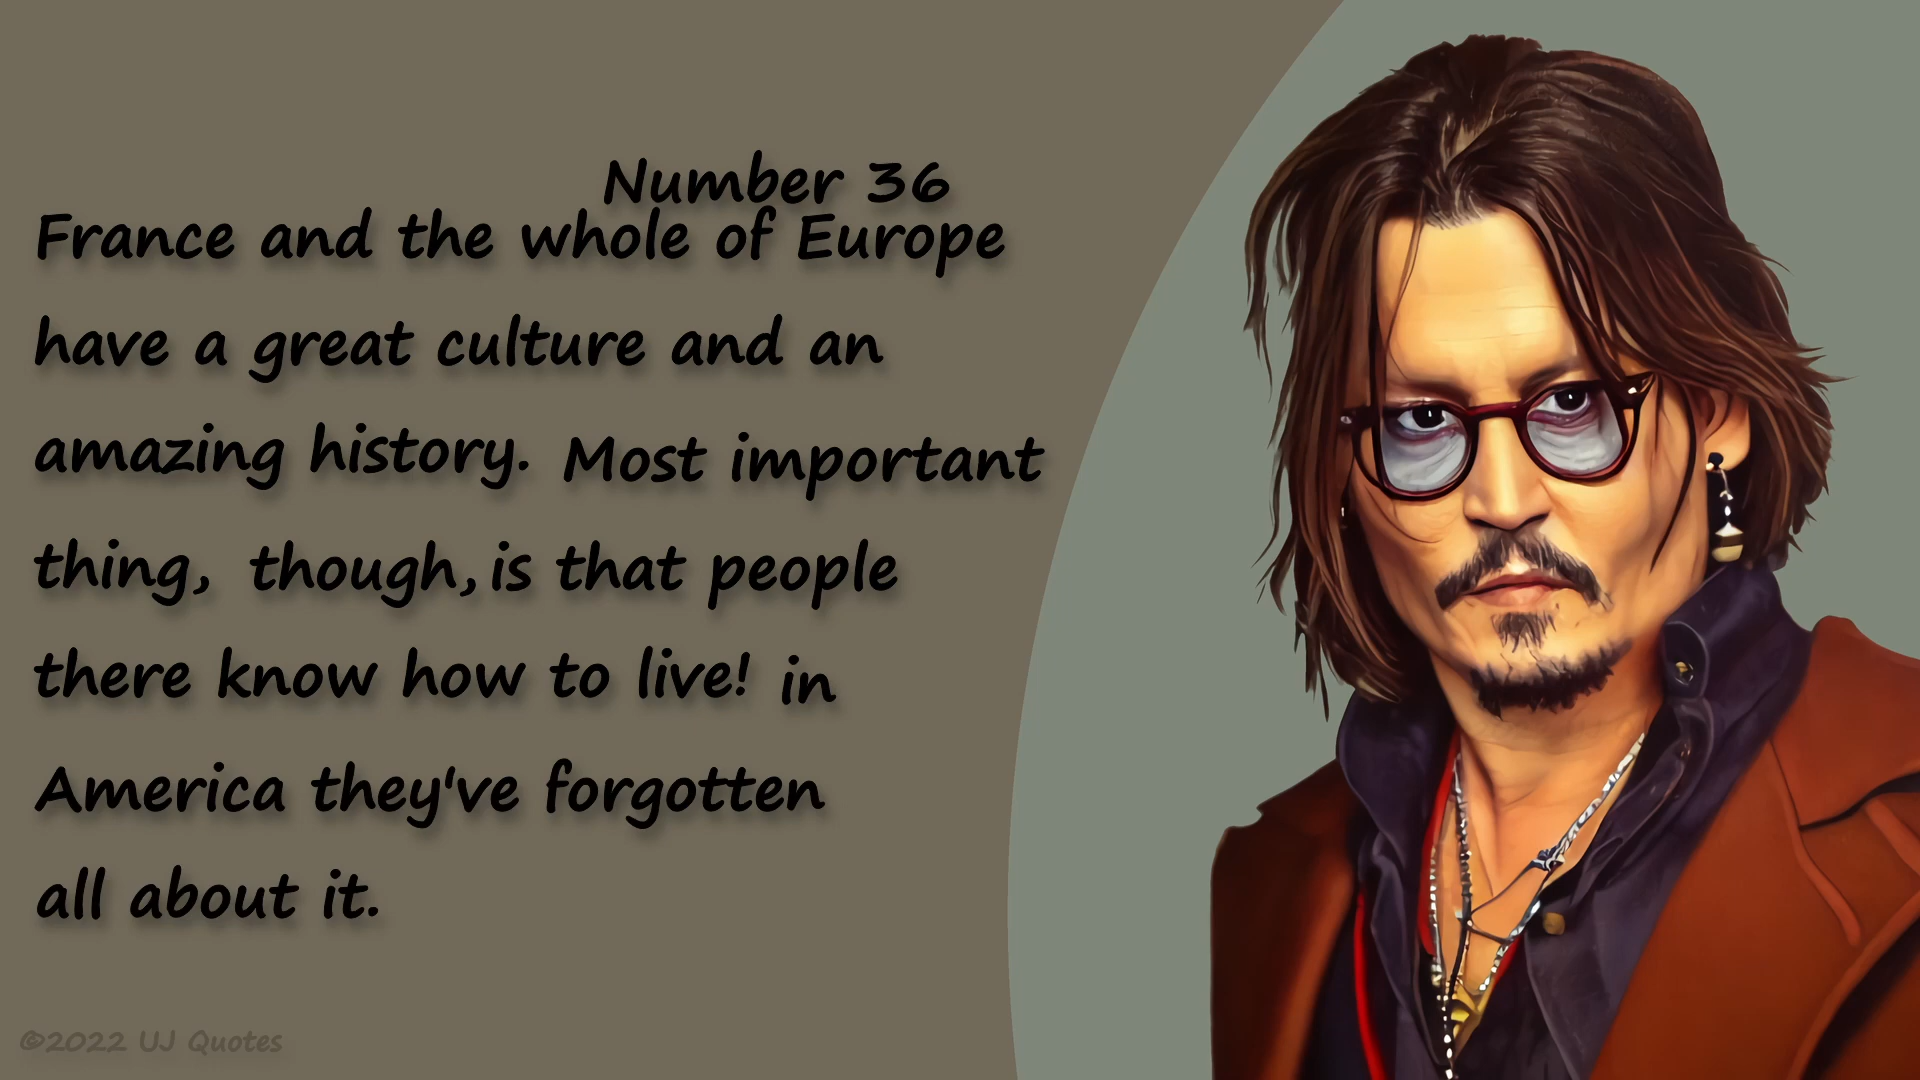 Number 36
France and the whole of Europe
have a great culture and an
amazing history. Most important
thing, though, is that people
there know how to live! in
America they've forgotten
all about it.
©2022 UJ Quotes